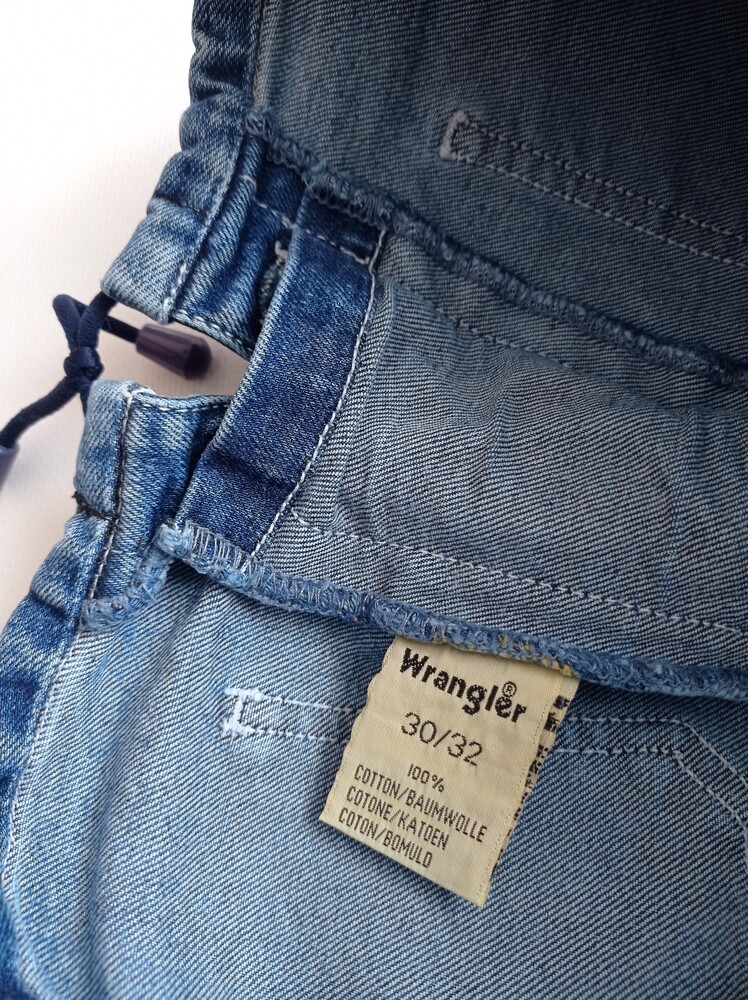 Wrangler®
30/32
100%
COTTON/BAUMWOLLE
COTONE/KATOEN
COTON/BOMULD